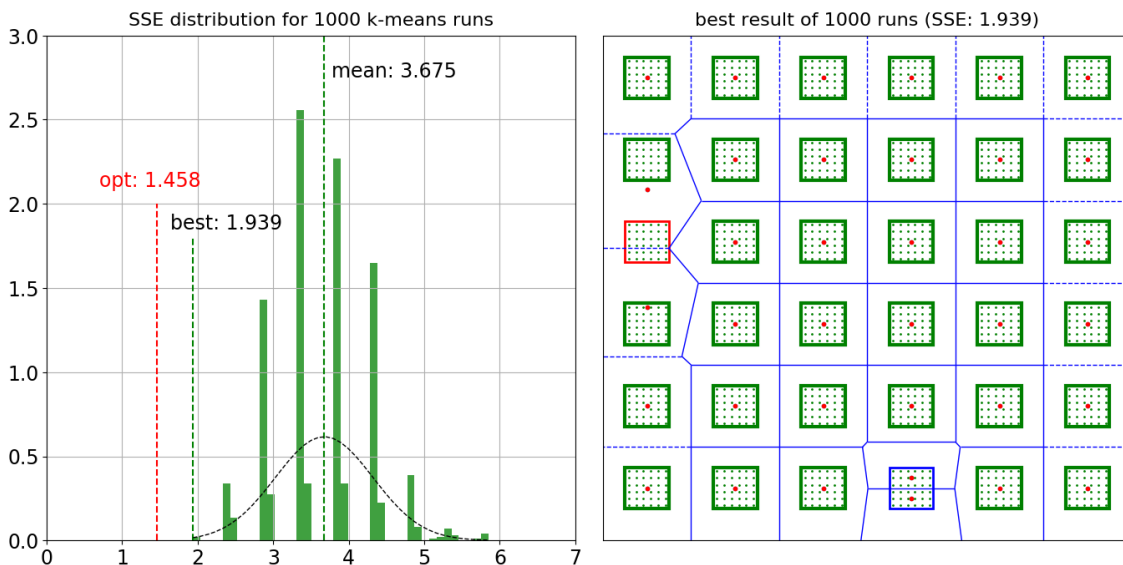 SSE distribution for 1000 k-means runs
3.0
2.5
2.0
1.5
1.0
0.5
0.0
mean: 3.675
opt: 1.458
best: 1.939
0 1 2 3 4 5 6 7
best result of 1000 runs (SSE: 1.939)